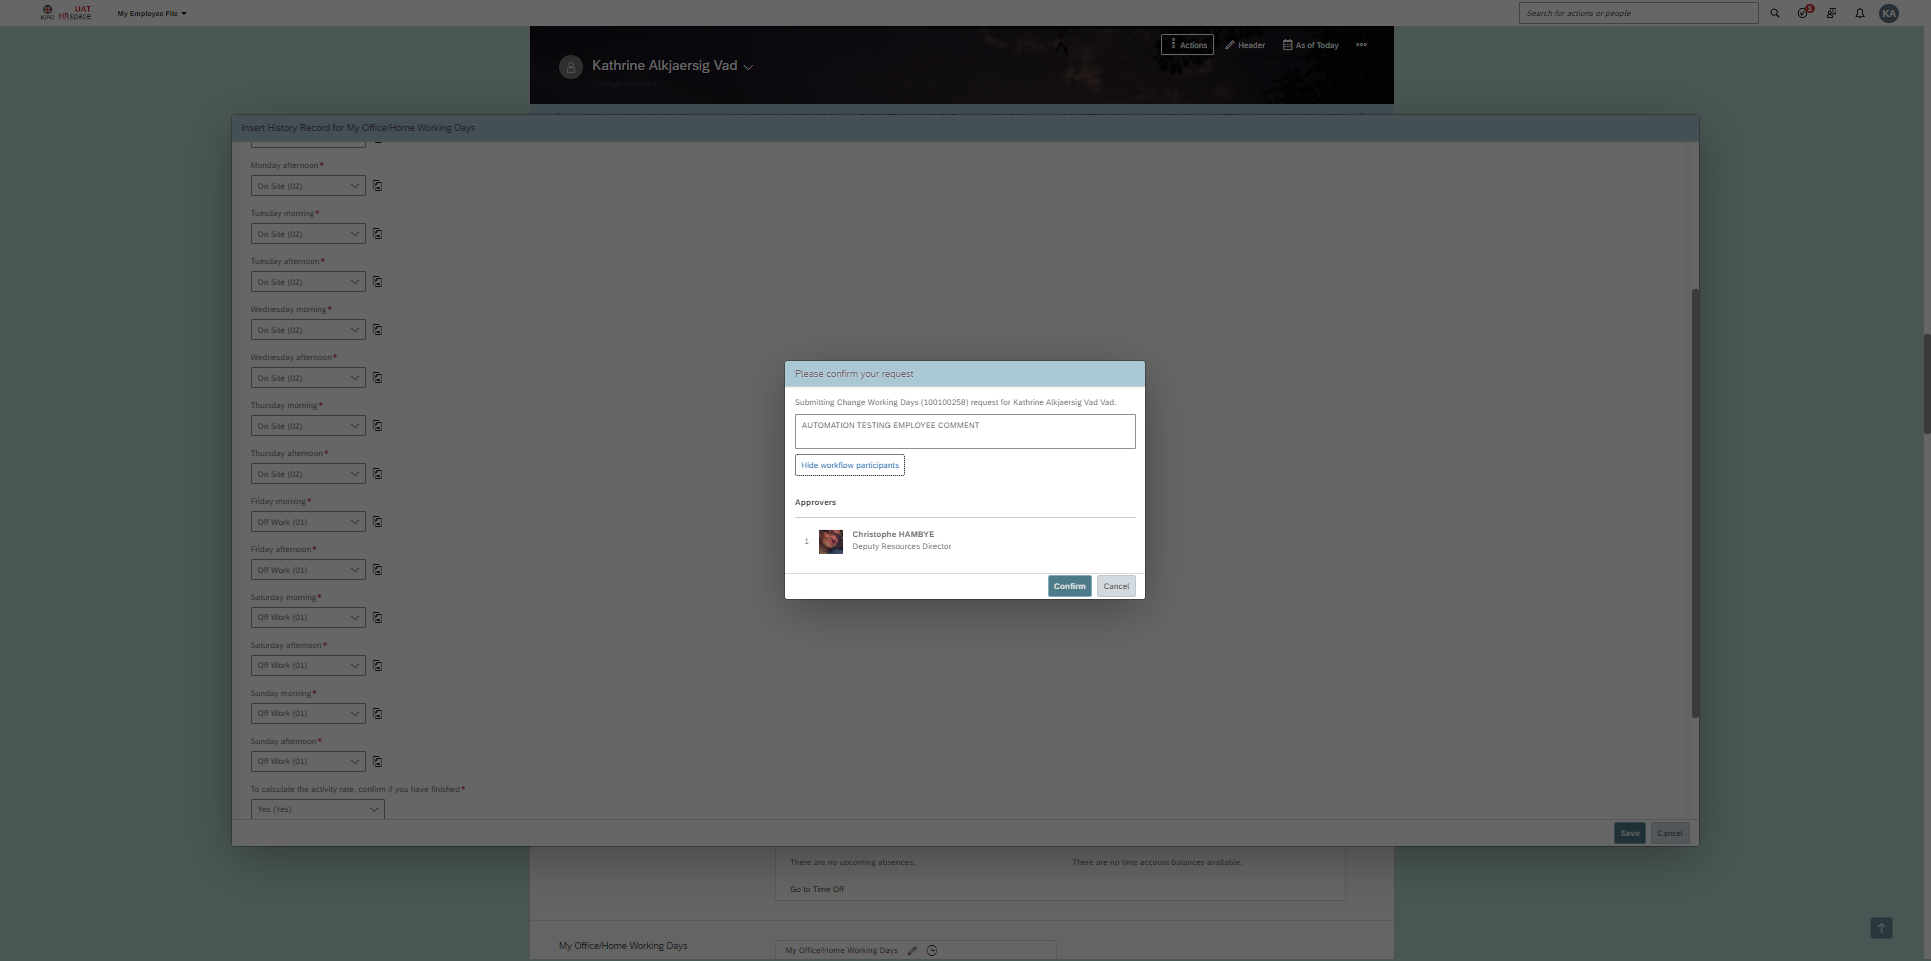 UAT
ICRC HRspace
My Employee File
Search for actions or people
1
KA
Actions
Header
As of Today
Kathrine Alkjaersig Vad
Insert History Record for My Office/Home Working Days
Monday afternoon*
On Site (02)
Tuesday morning*
On Site (02)
Tuesday afternoon*
On Site (02)
Wednesday morning*
On Site (02)
Wednesday afternoon*
On Site (02)
Thursday morning*
On Site (02)
Thursday afternoon*
On Site (02)
Friday morning*
Off Work (01)
Friday afternoon*
Off Work (01)
Saturday morning*
Off Work (01)
Saturday afternoon*
Off Work (01)
Sunday morning*
Off Work (01)
Sunday afternoon*
Off Work (01)
To calculate the activity rate, confirm if you have finished*
Yes (Yes)
Please confirm your request
Submitting Change Working Days (100100258) request for Kathrine Alkjaersig Vad Vad.
AUTOMATION TESTING EMPLOYEE COMMENT
Hide workflow participants
Approvers
1
Christophe HAMBYE
Deputy Resources Director
Confirm
Cancel
Save
Cancel
There are no upcoming absences.
There are no time account balances available.
Go to Time Off
My Office/Home Working Days
My Office/Home Working Days